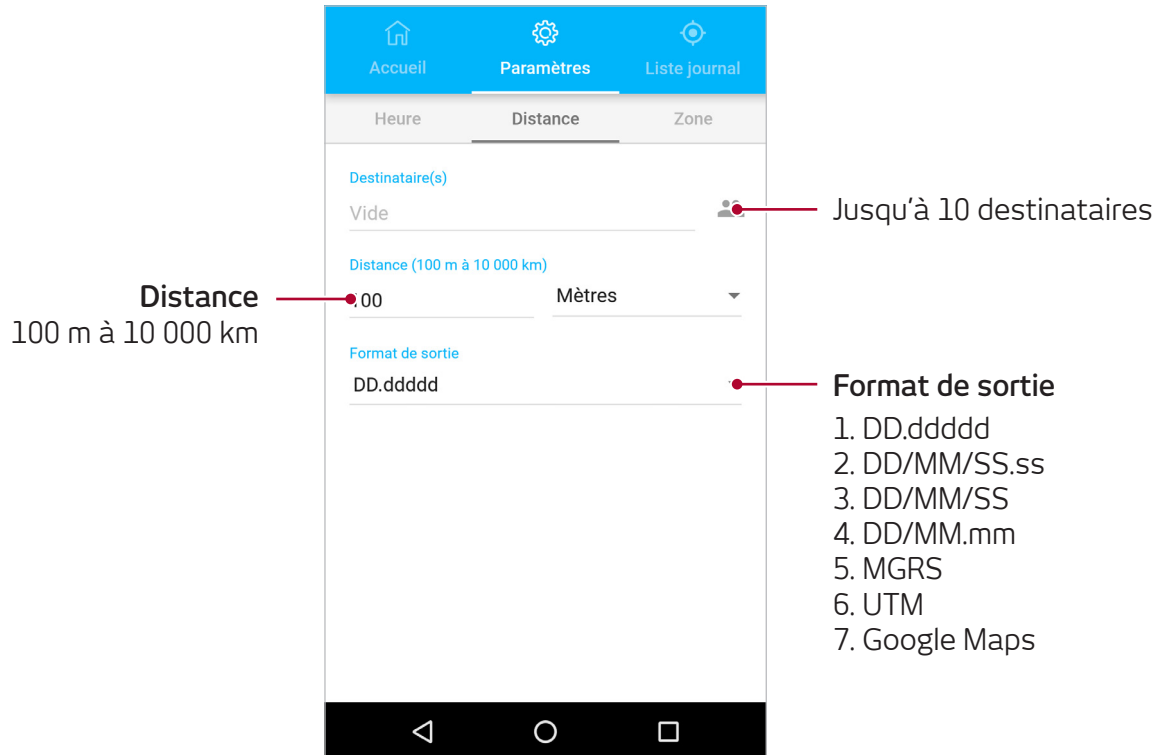 Accueil
Paramètres
Liste journal
Heure
Distance
Zone
Destinataire(s)
Vide
Jusqu'à 10 destinataires
Distance (100 m à 10 000 km)
Distance
100 m à 10 000 km
100
Mètres
Format de sortie
DD.ddddd
Format de sortie
1. DD.ddddd
2. DD/MM/SS.ss
3. DD/MM/SS
4. DD/MM.mm
5. MGRS
6. UTM
7. Google Maps